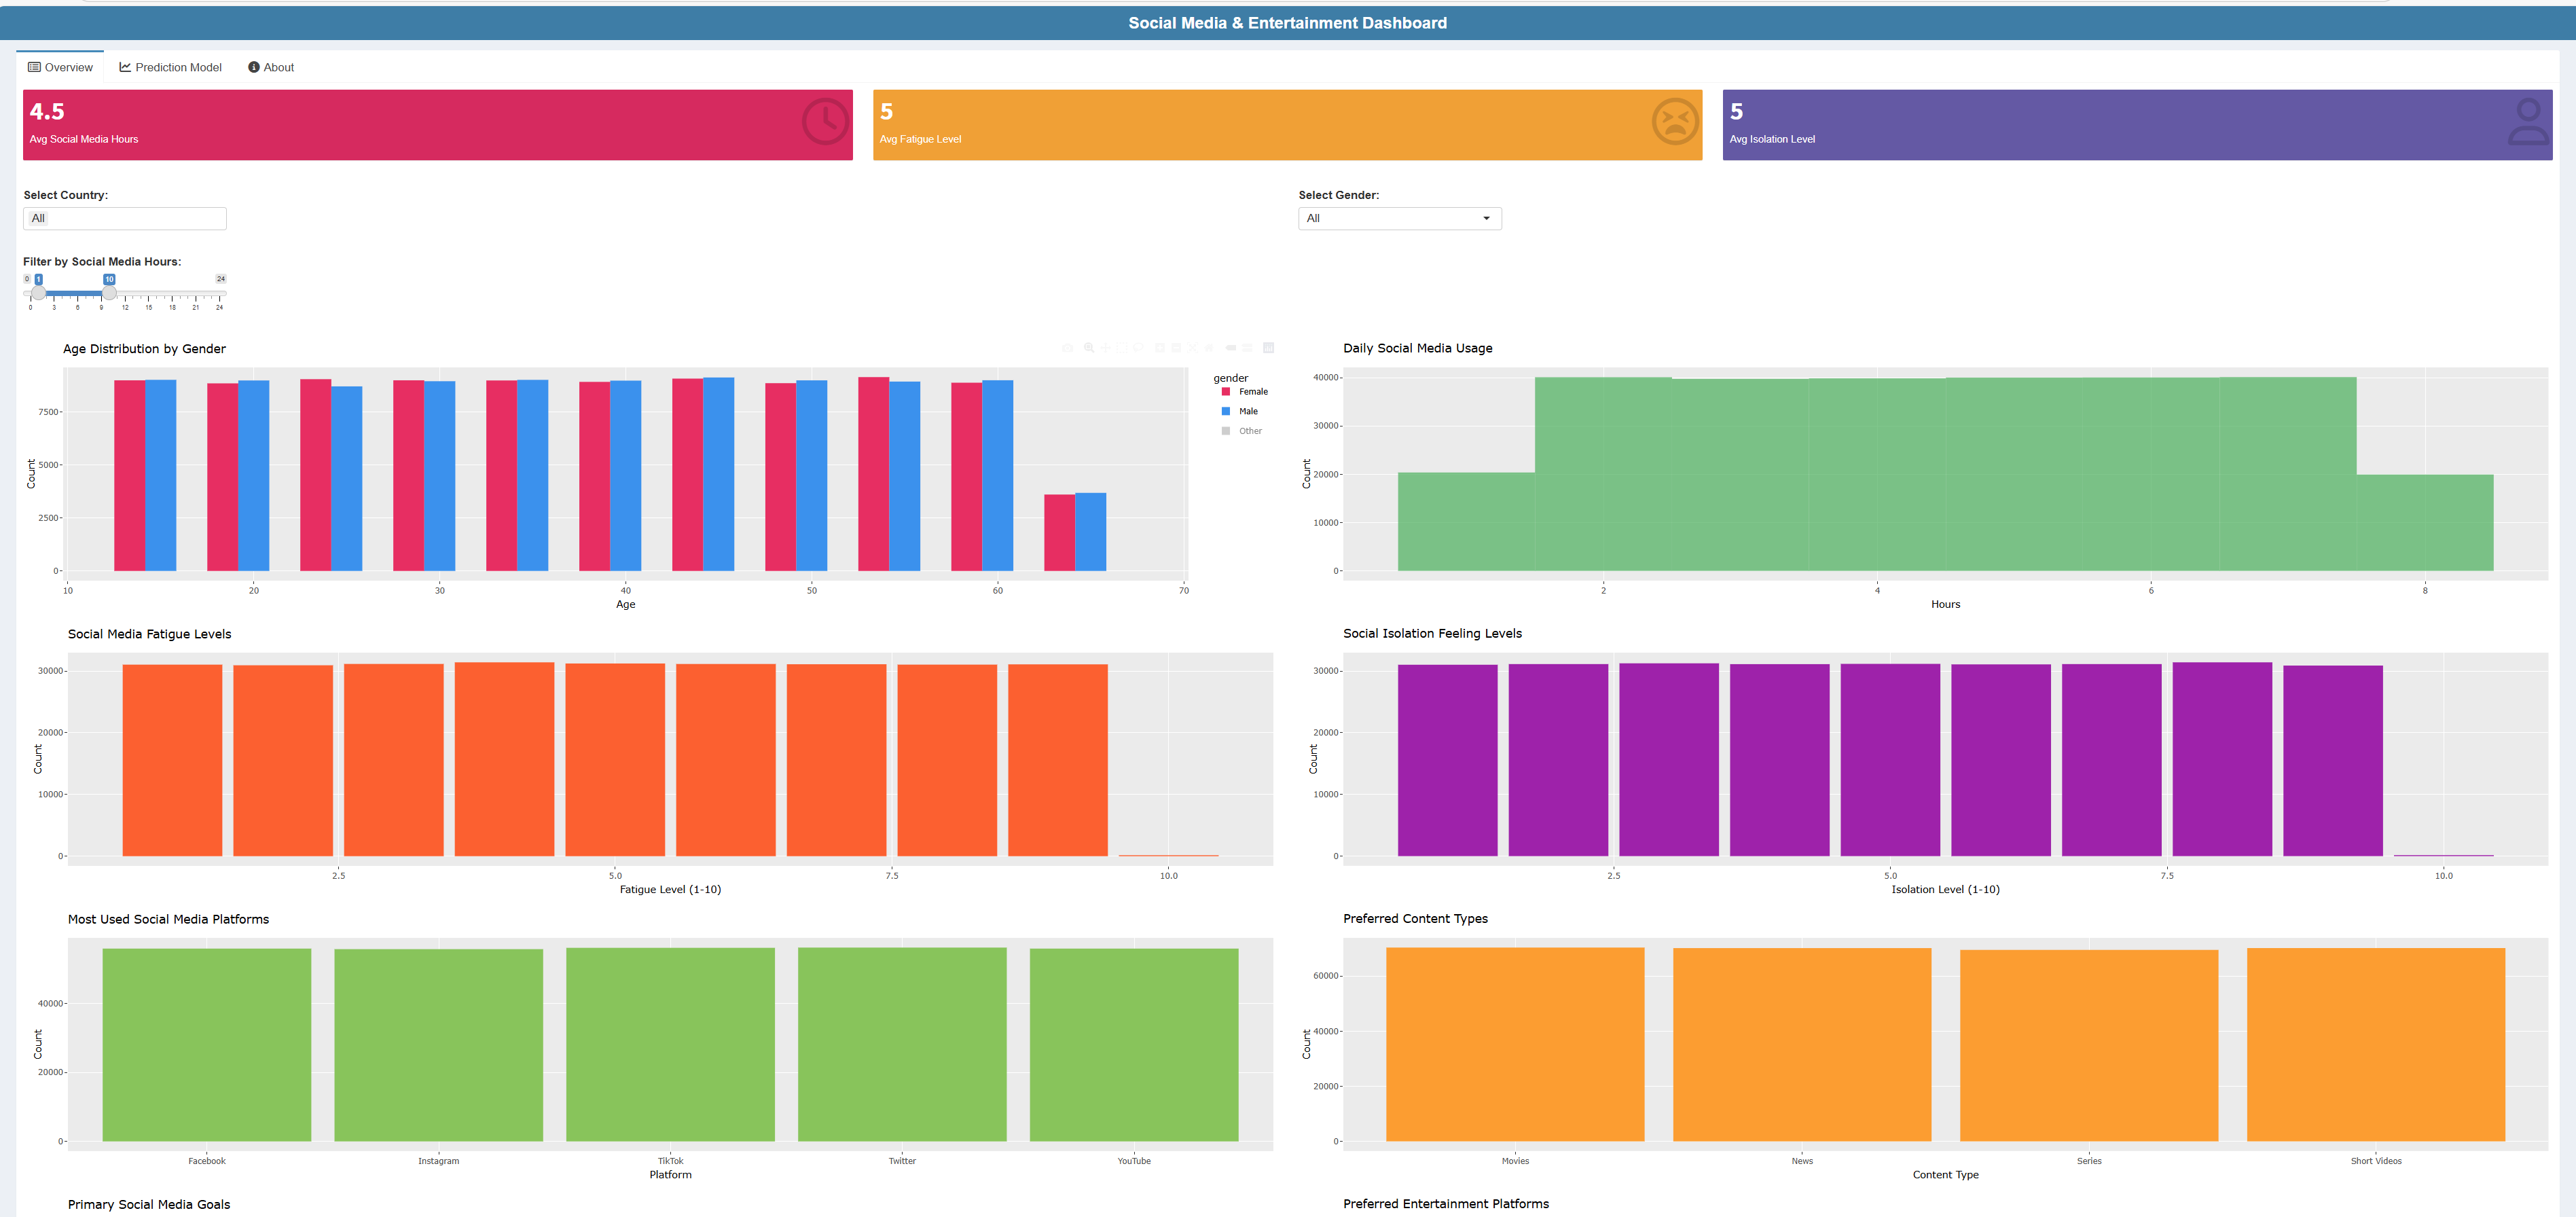 Social Media & Entertainment Dashboard
Overview Prediction Model About
4.5
Avg Social Media Hours
5
Avg Fatigue Level
5
Avg Isolation Level
Select Country:
All
Select Gender:
All
Filter by Social Media Hours:
0 1 10 24
0 3 6 9 12 15 18 21 24
Age Distribution by Gender
Count
7500
5000
2500
0
10 20 30 40 50 60 70
Age
gender
Female
Male
Other
Daily Social Media Usage
Count
40000
30000
20000
10000
0
2 4 6 8
Hours
Social Media Fatigue Levels
Count
30000
20000
10000
0
2.5 5.0 7.5 10.0
Fatigue Level (1-10)
Social Isolation Feeling Levels
Count
30000
20000
10000
0
2.5 5.0 7.5 10.0
Isolation Level (1-10)
Most Used Social Media Platforms
Count
40000
20000
0
Facebook Instagram TikTok Twitter YouTube
Platform
Preferred Content Types
Count
60000
40000
20000
0
Movies News Series Short Videos
Content Type
Primary Social Media Goals
Preferred Entertainment Platforms